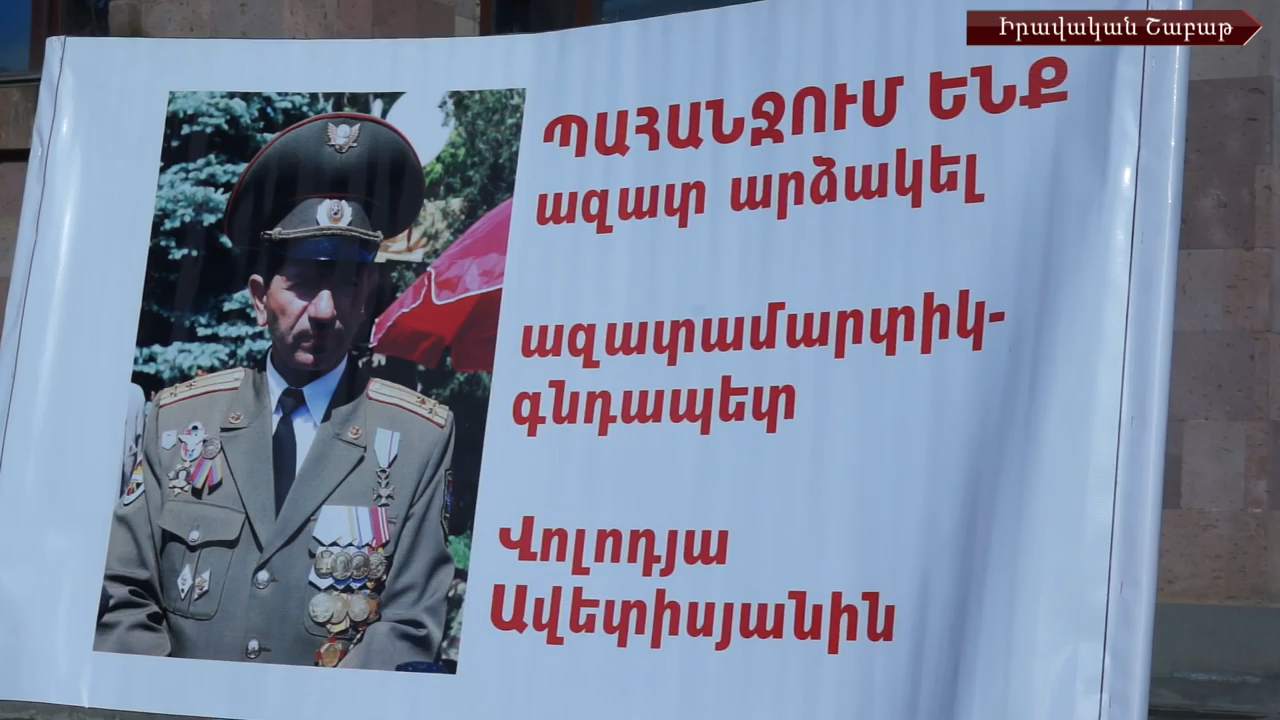 Իրավական Շաբաթ
ՊԱՀԱՆՋՈՒՄ ԵՆՔ
ազատ արձակել
ազատամարտիկ-
գնդապետ
Վոլոդյա
Ավետիսյանին